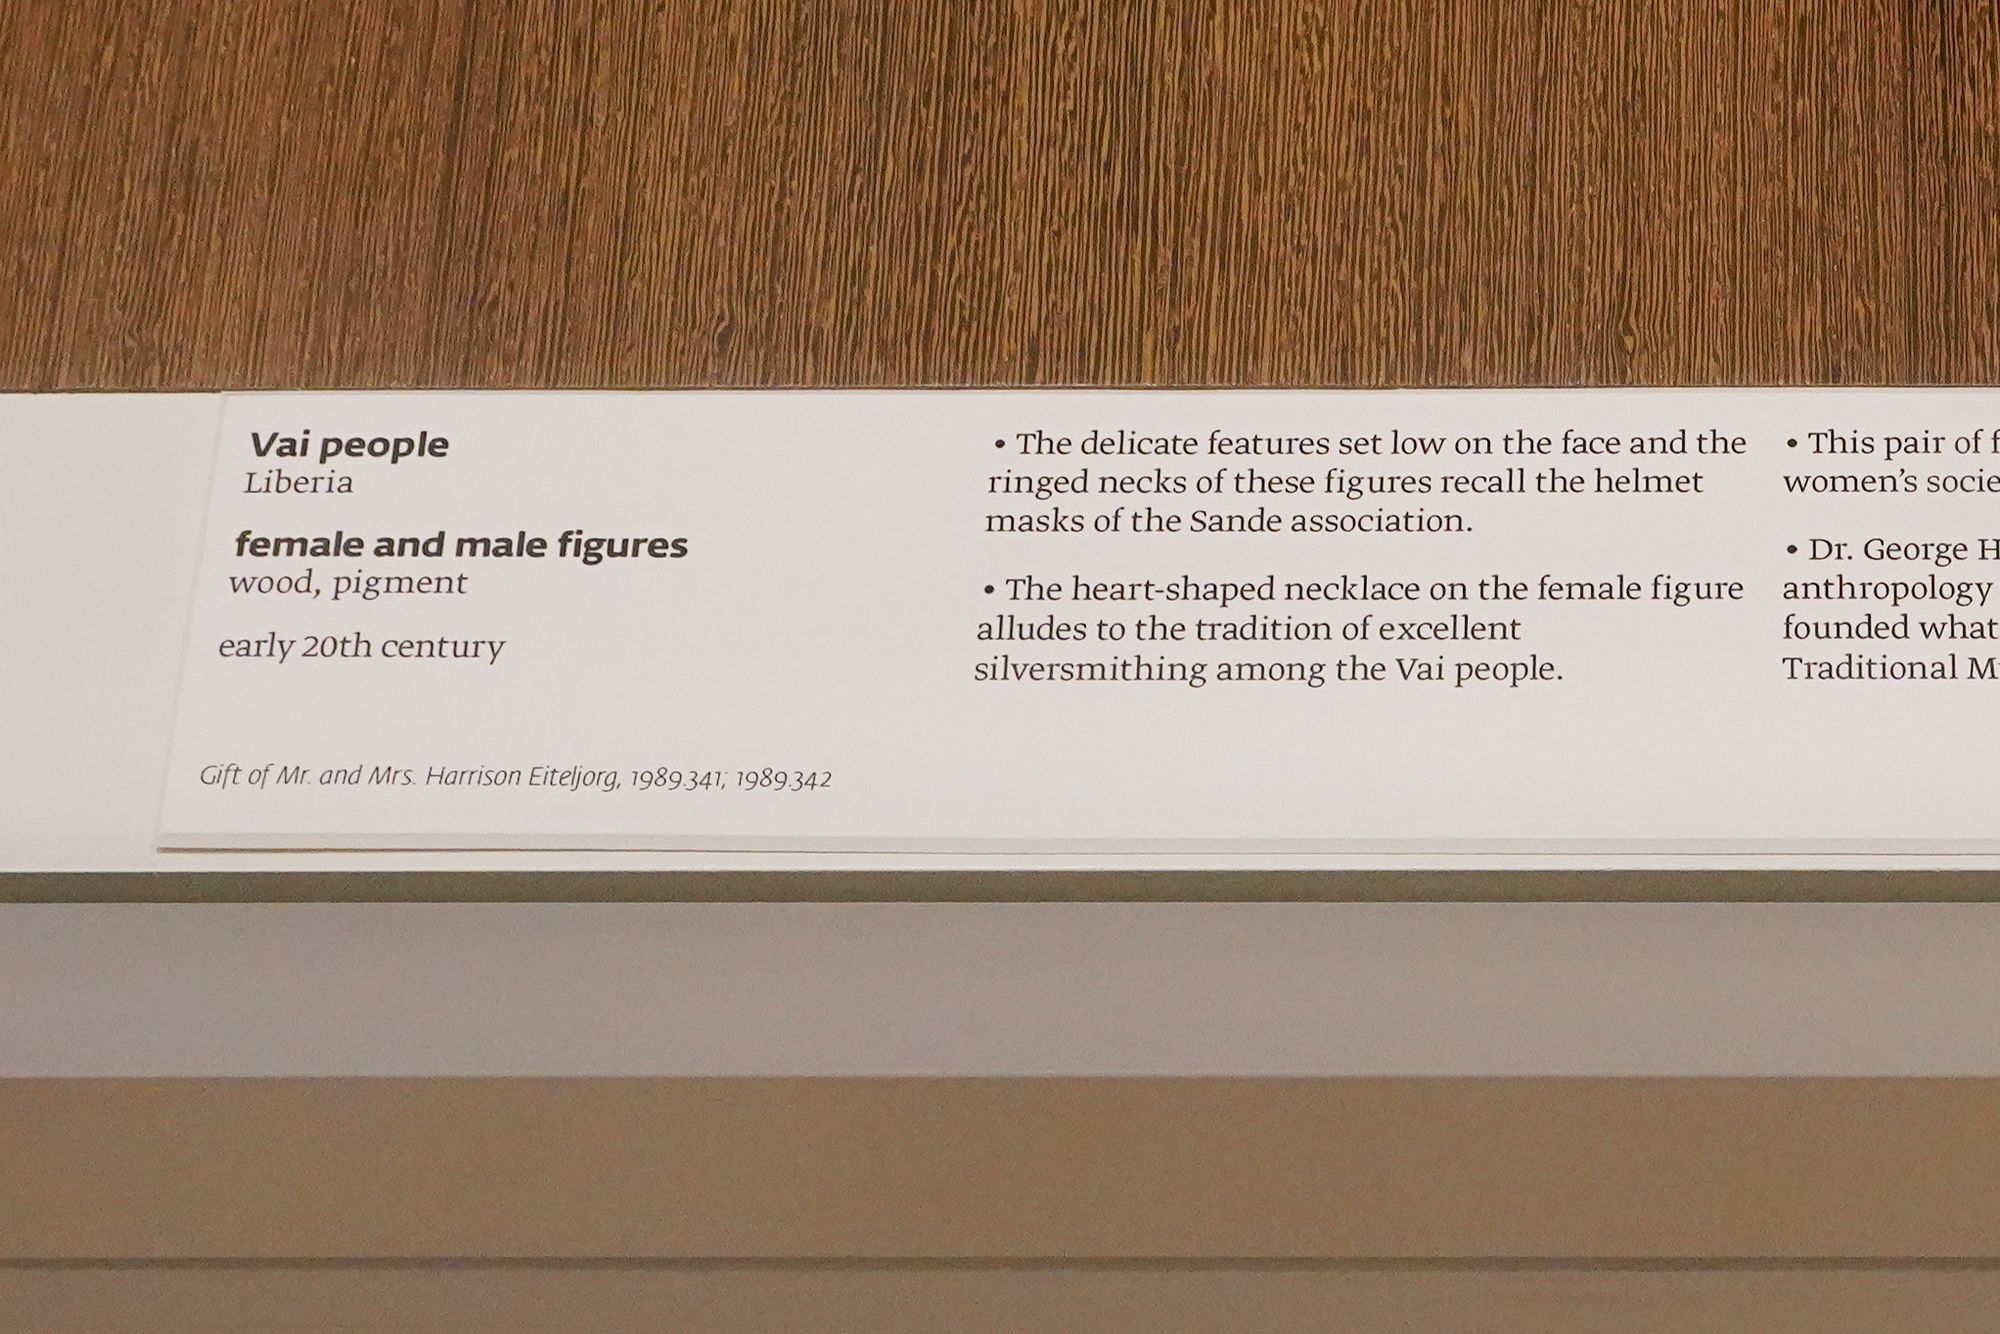 Vai people
Liberia
female and male figures
wood, pigment
early 20th century
Gift of Mr. and Mrs. Harrison Eiteljorg, 1989.341; 1989.342
• The delicate features set low on the face and the
ringed necks of these figures recall the helmet
masks of the Sande association.
• The heart-shaped necklace on the female figure
alludes to the tradition of excellent
silversmithing among the Vai people.
• This pair of
women's
• Dr. George
anthropology
founded what
Traditional